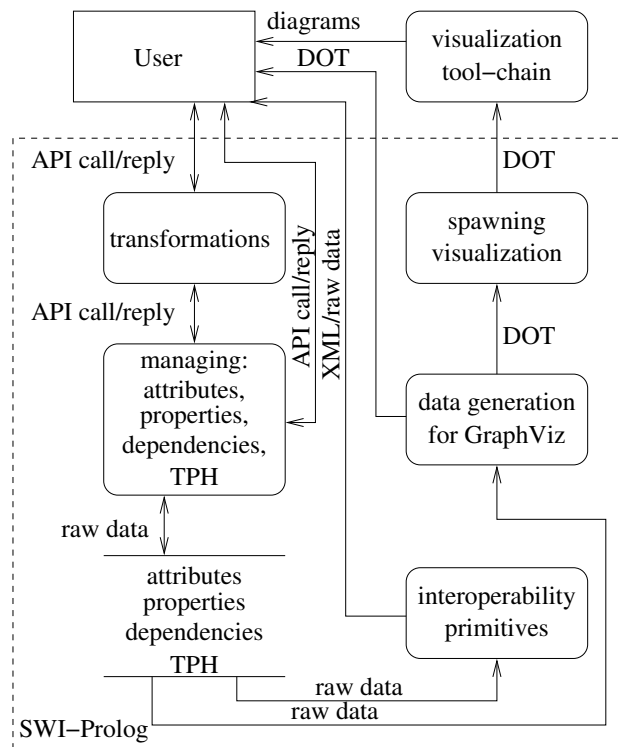 diagrams
User
DOT
visualization
tool−chain
API call/reply
DOT
transformations
spawning
visualization
API call/reply
XML/raw data
API call/reply
DOT
managing:
attributes,
properties,
dependencies,
TPH
data generation
for GraphViz
raw data
attributes
properties
dependencies
TPH
interoperability
primitives
raw data
raw data
SWI−Prolog